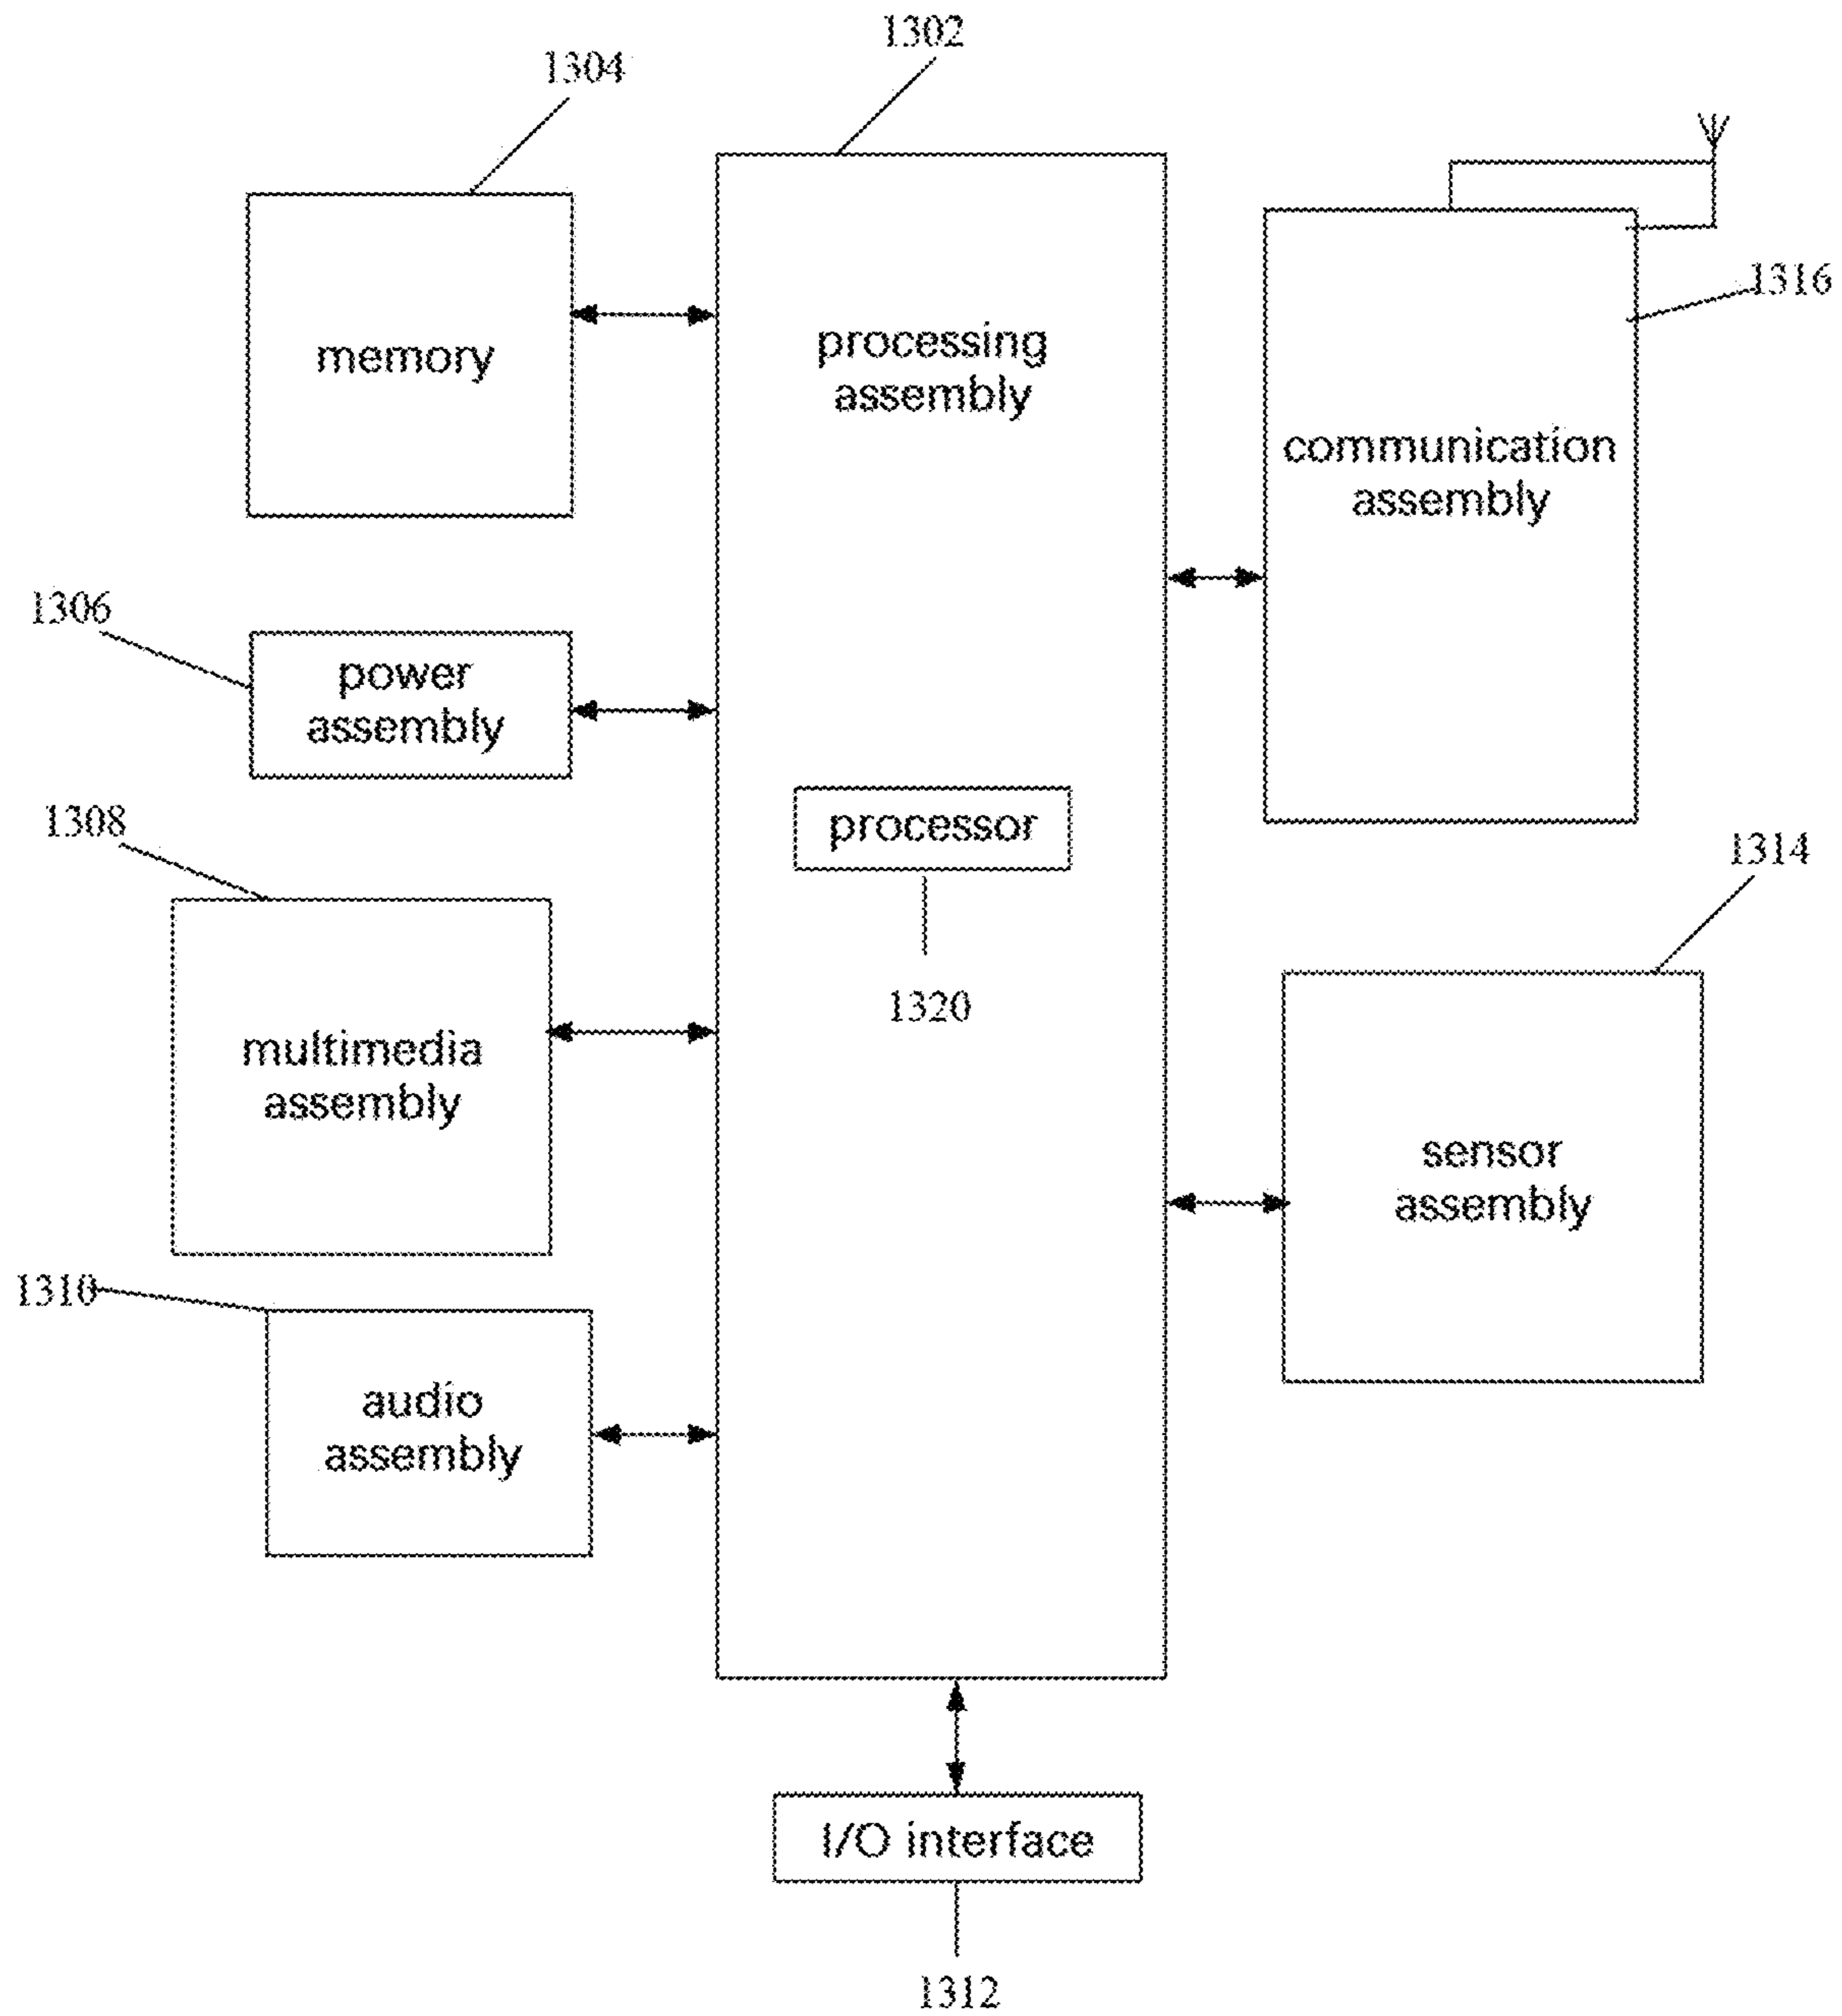 1302
1304
1316
memory
processing
assembly
communication
assembly
1306
power
assembly
processor
1308
1314
1320
multimedia
assembly
sensor
assembly
1310
audio
assembly
I/O interface
1312